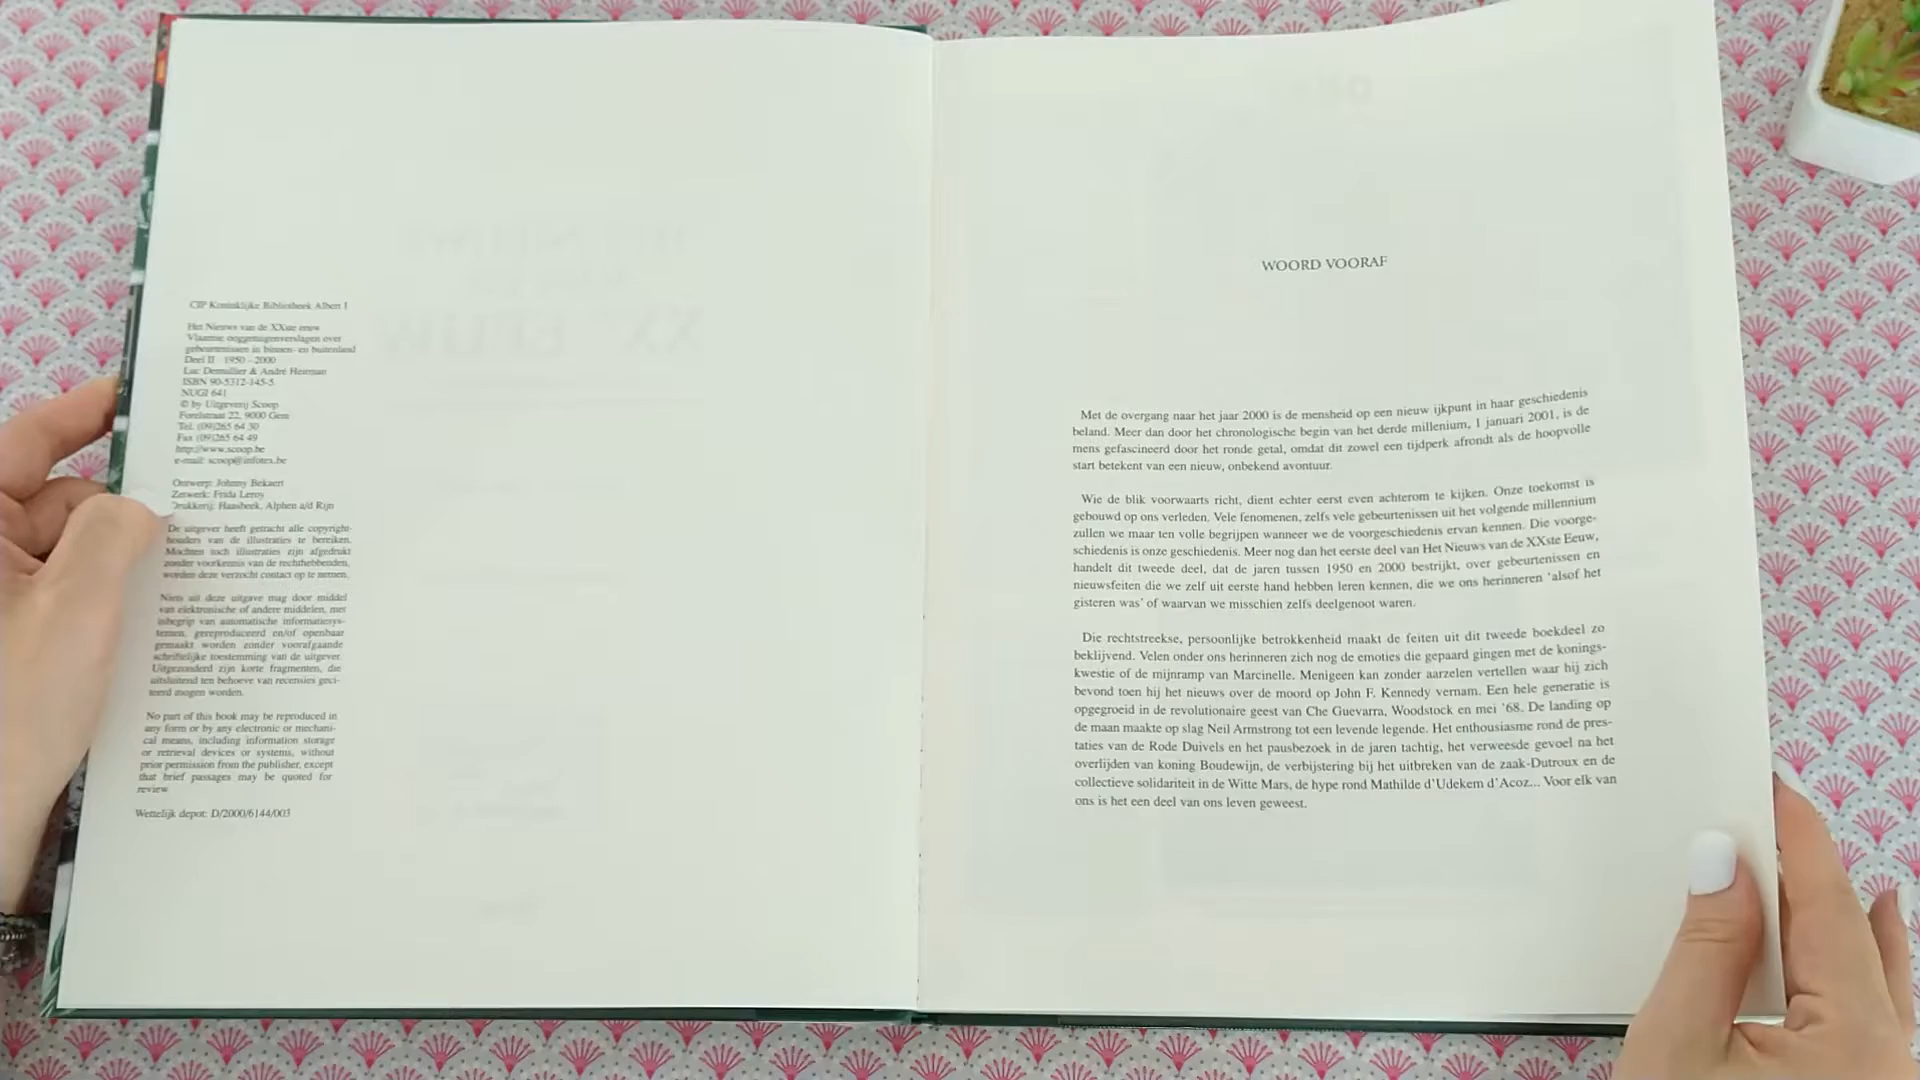 CIP Koninklijke Bibliotheek Albert I
Het Nieuws van de XXste eeuw
Vlaamse ooggetuigenverslagen over
gebeurtenissen in binnen- en buitenland
Deel II 1950 - 2000
Luc Demullier & André Heirman
ISBN 90-5312-145-5
NUGI 641
© by Uitgeverij Scoop
Forelstraat 22, 9000 Gent
Tel. (09)265 64 30
Fax (09)265 64 49
http://www.scoop.be
e-mail: scoop@infotex.be
Ontwerp: Johnny Bekaert
Zetwerk: Frida Leroy
Drukkerij: Haasbeek, Alphen a/d Rijn
De uitgever heeft getracht alle copyright-
houders van de illustraties te bereiken.
Mochten toch illustraties zijn afgedrukt
zonder voorkennis van de rechthebbenden,
worden deze verzocht contact op te nemen.
Niets uit deze uitgave mag door middel
van elektronische of andere middelen, met
inbegrip van automatische informatiesys-
temen, gereproduceerd en/of openbaar
gemaakt worden zonder voorafgaande
schriftelijke toestemming van de uitgever.
Uitgezonderd zijn korte fragmenten, die
uitsluitend ten behoeve van recensies geci-
teerd mogen worden.
No part of this book may be reproduced in
any form or by any electronic or mechani-
cal means, including information storage
or retrieval devices or systems, without
prior permission from the publisher, except
that brief passages may be quoted for
review
Wettelijk depot: D/2000/6144/003
WOORD VOORAF
Met de overgang naar het jaar 2000 is de mensheid op een nieuw ijkpunt in haar geschiedenis
beland. Meer dan door het chronologische begin van het derde millenium, 1 januari 2001, is de
mens gefascineerd door het ronde getal, omdat dit zowel een tijdperk afrondt als de hoopvolle
start betekent van een nieuw, onbekend avontuur.
Wie de blik voorwaarts richt, dient echter eerst even achterom te kijken. Onze toekomst is
gebouwd op ons verleden. Vele fenomenen, zelfs vele gebeurtenissen uit het volgende millennium
zullen we maar ten volle begrijpen wanneer we de voorgeschiedenis ervan kennen. Die voorge-
schiedenis is onze geschiedenis. Meer nog dan het eerste deel van Het Nieuws van de XXste Eeuw,
handelt dit tweede deel, dat de jaren tussen 1950 en 2000 bestrijkt, over gebeurtenissen en
nieuwsfeiten die we zelf uit eerste hand hebben leren kennen, die we ons herinneren ‘alsof het
gisteren was’ of waarvan we misschien zelfs deelgenoot waren.
Die rechtstreekse, persoonlijke betrokkenheid maakt de feiten uit dit tweede boekdeel zo
beklijvend. Velen onder ons herinneren zich nog de emoties die gepaard gingen met de konings-
kwestie of de mijnramp van Marcinelle. Menigeen kan zonder aarzelen vertellen waar hij zich
bevond toen hij het nieuws over de moord op John F. Kennedy vernam. Een hele generatie is
opgegroeid in de revolutionaire geest van Che Guevarra, Woodstock en mei ‘68. De landing op
de maan maakte op slag Neil Armstrong tot een levende legende. Het enthousiasme rond de pres-
taties van de Rode Duivels en het pausbezoek in de jaren tachtig, het verweesde gevoel na het
overlijden van koning Boudewijn, de verbijstering bij het uitbreken van de zaak-Dutroux en de
collectieve solidariteit in de Witte Mars, de hype rond Mathilde d’Udekem d’Acoz... Voor elk van
ons is het een deel van ons leven geweest.